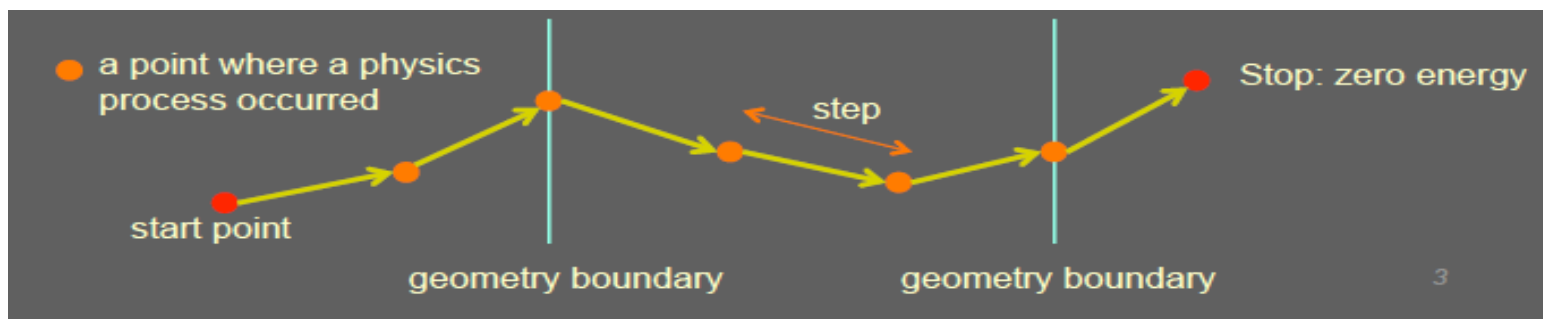 a point where a physics
process occurred
step
Stop: zero energy
start point
geometry boundary
geometry boundary
3